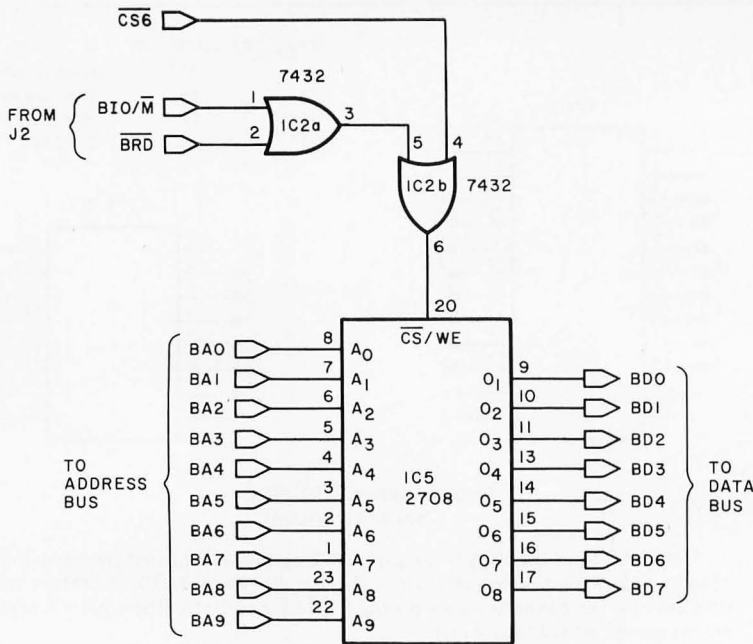 CS6
7432
FROM
J2
BIO/M
BRD
1
2
IC2a
3
5
4
IC2b
7432
6
20
CS/WE
TO
ADDRESS
BUS
BA0
8
A0
BA1
7
A1
BA2
6
A2
BA3
5
A3
BA4
4
A4
BA5
3
A5
BA6
2
A6
BA7
1
A7
BA8
23
A8
BA9
22
A9
IC5
2708
O1
9
BD0
O2
10
BD1
O3
11
BD2
O4
13
BD3
O5
14
BD4
O6
15
BD5
O7
16
BD6
O8
17
BD7
TO
DATA
BUS